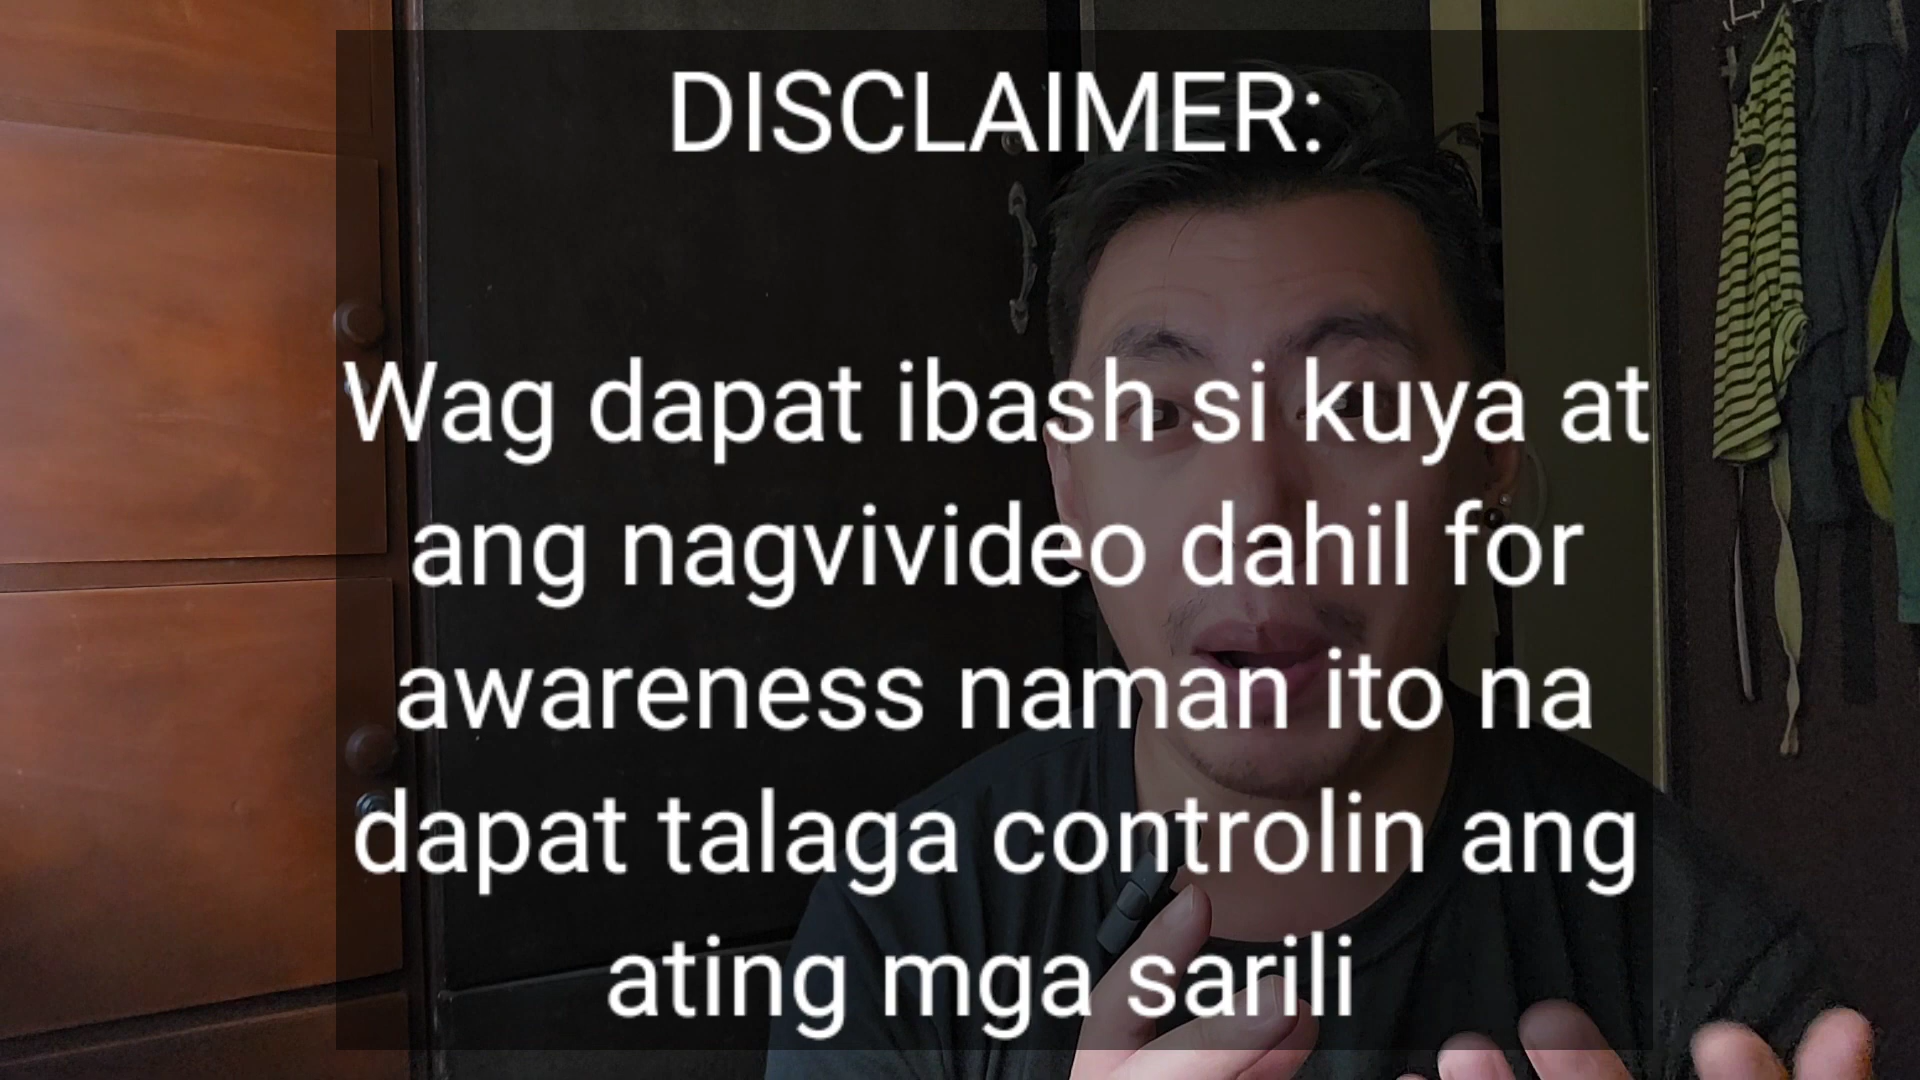 DISCLAIMER:
Wag dapat ibash si kuya at
ang nagvivideo dahil for
awareness naman ito na
dapat talaga controlin ang
ating mga sarili